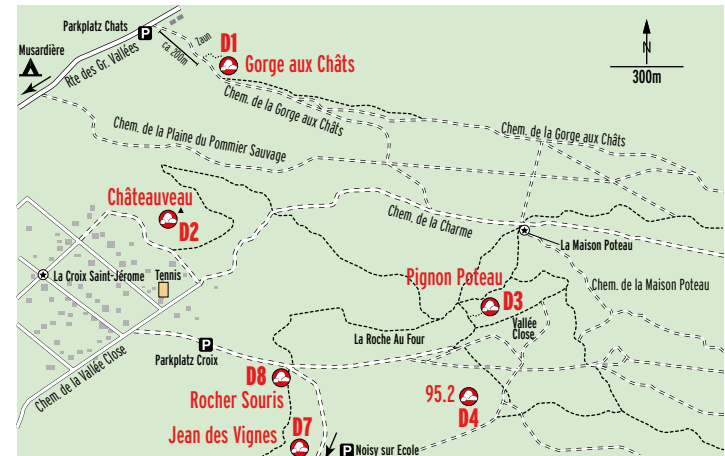 Parkplatz Chats
P
Musardière
Rte des Gr. Vallées
ca. 200m
Zaun
D1
Gorge aux Châts
N
300m
Chem. de la Gorge aux Châts
Chem. de la Gorge aux Châts
Chem. de la Plaine du Pommier Sauvage
Châteauveau
D2
Chem. de la Charme
La Maison Poteau
La Croix Saint-Jérome
Tennis
Pignon Poteau
D3
Chem. de la Maison Poteau
Vallée
Close
La Roche Au Four
P
Parkplatz Croix
Chem. de la Vallée Close
D8
Rocher Souris
95.2
D4
D7
Jean des Vignes
P Noisy sur Ecole